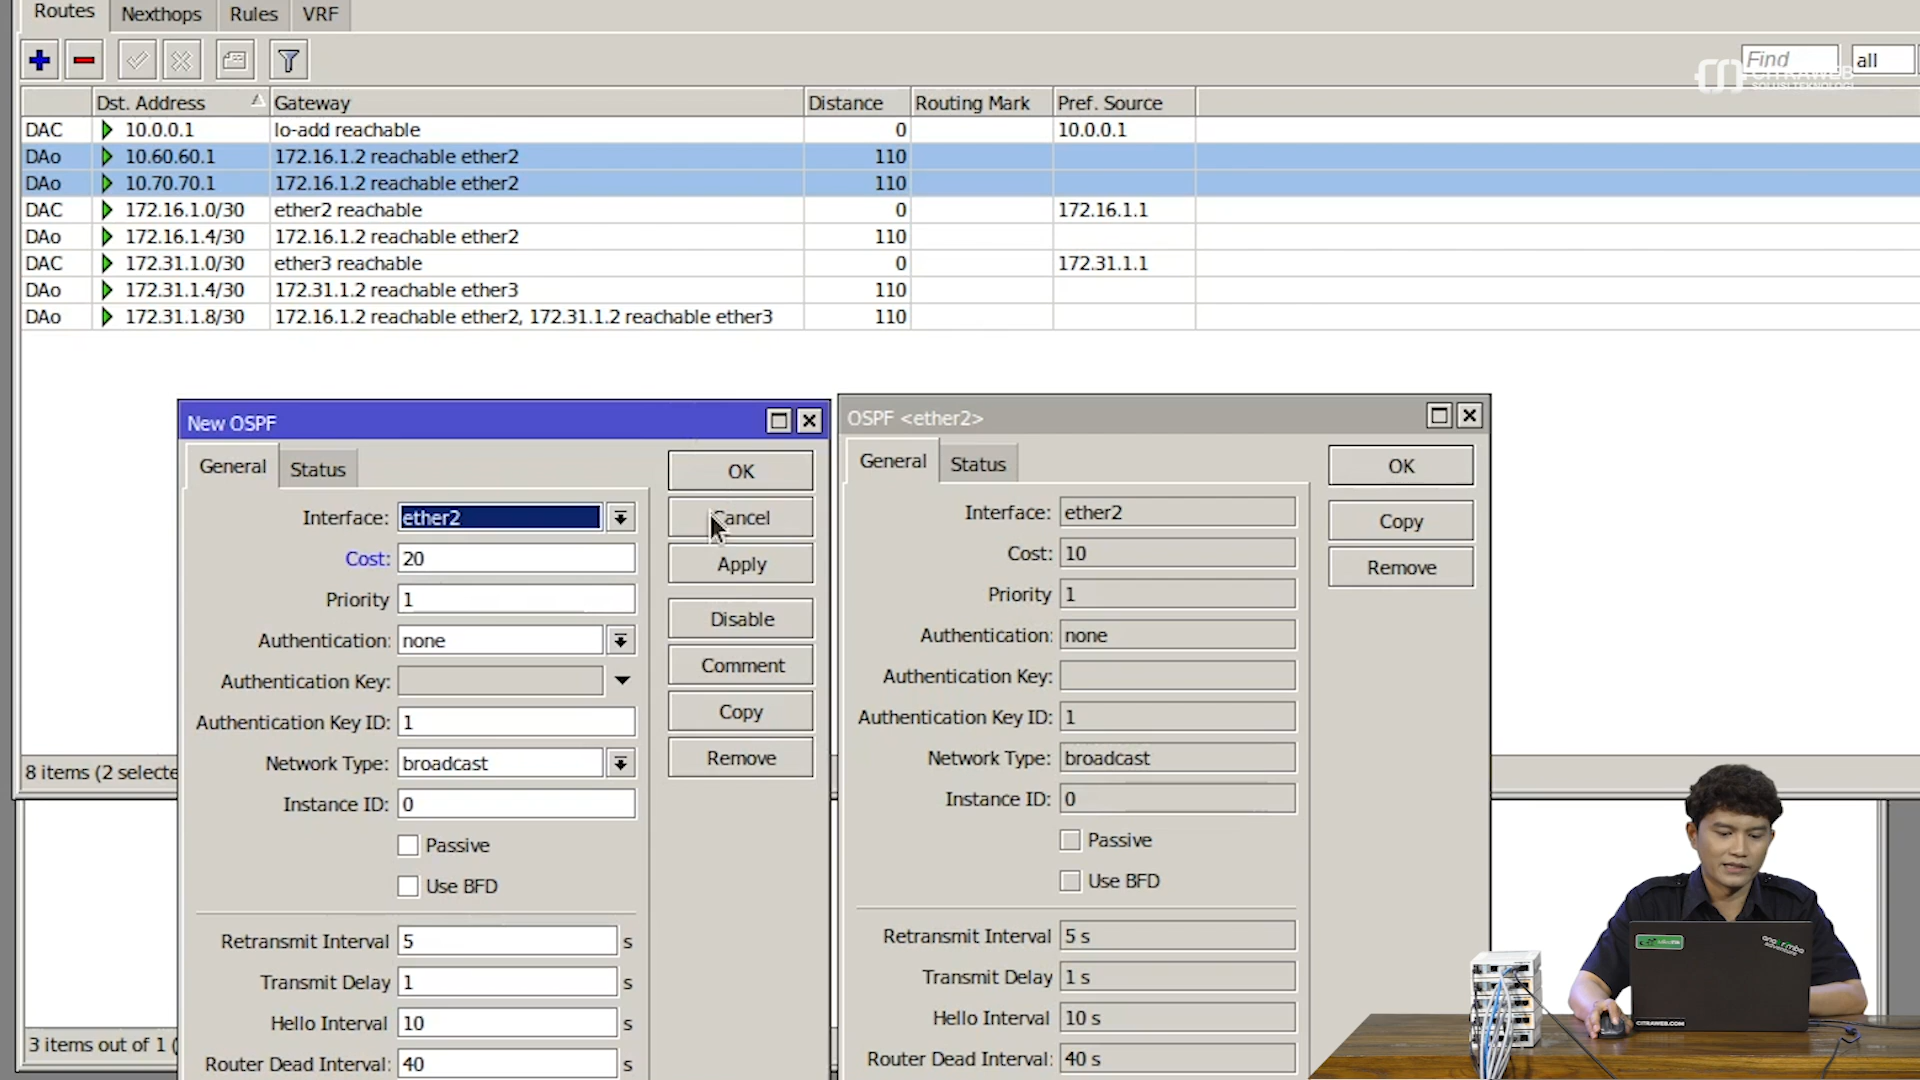 Routes Nexthops Rules VRF
Find all
CITRAWEB
SOLUSI TEKNOLOGI
Dst. Address Gateway Distance Routing Mark Pref. Source
DAC 10.0.0.1 lo-add reachable 0 10.0.0.1
DAo 10.60.60.1 172.16.1.2 reachable ether2 110
DAo 10.70.70.1 172.16.1.2 reachable ether2 110
DAC 172.16.1.0/30 ether2 reachable 0 172.16.1.1
DAo 172.16.1.4/30 172.16.1.2 reachable ether2 110
DAC 172.31.1.0/30 ether3 reachable 0 172.31.1.1
DAo 172.31.1.4/30 172.31.1.2 reachable ether3 110
DAo 172.31.1.8/30 172.16.1.2 reachable ether2, 172.31.1.2 reachable ether3 110
8 items (2 selecte
3 items out of 1 (
New OSPF
General Status
Interface: ether2
Cost: 20
Priority 1
Authentication: none
Authentication Key:
Authentication Key ID: 1
Network Type: broadcast
Instance ID: 0
Passive
Use BFD
Retransmit Interval 5 s
Transmit Delay 1 s
Hello Interval 10 s
Router Dead Interval: 40 s
OK
Cancel
Apply
Disable
Comment
Copy
Remove
OSPF <ether2>
General Status
Interface: ether2
Cost: 10
Priority 1
Authentication: none
Authentication Key:
Authentication Key ID: 1
Network Type: broadcast
Instance ID: 0
Passive
Use BFD
Retransmit Interval 5 s
Transmit Delay 1 s
Hello Interval 10 s
Router Dead Interval: 40 s
OK
Copy
Remove
CITRAWEB.COM